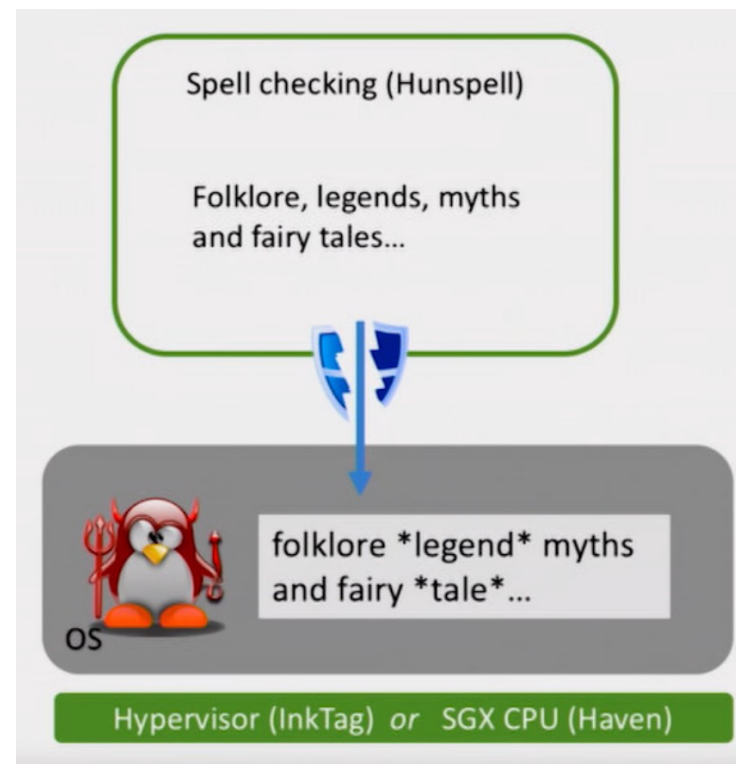 Spell checking (Hunspell)
Folklore, legends, myths
and fairy tales...
folklore *legend* myths
and fairy *tale*...
OS
Hypervisor (InkTag) or SGX CPU (Haven)